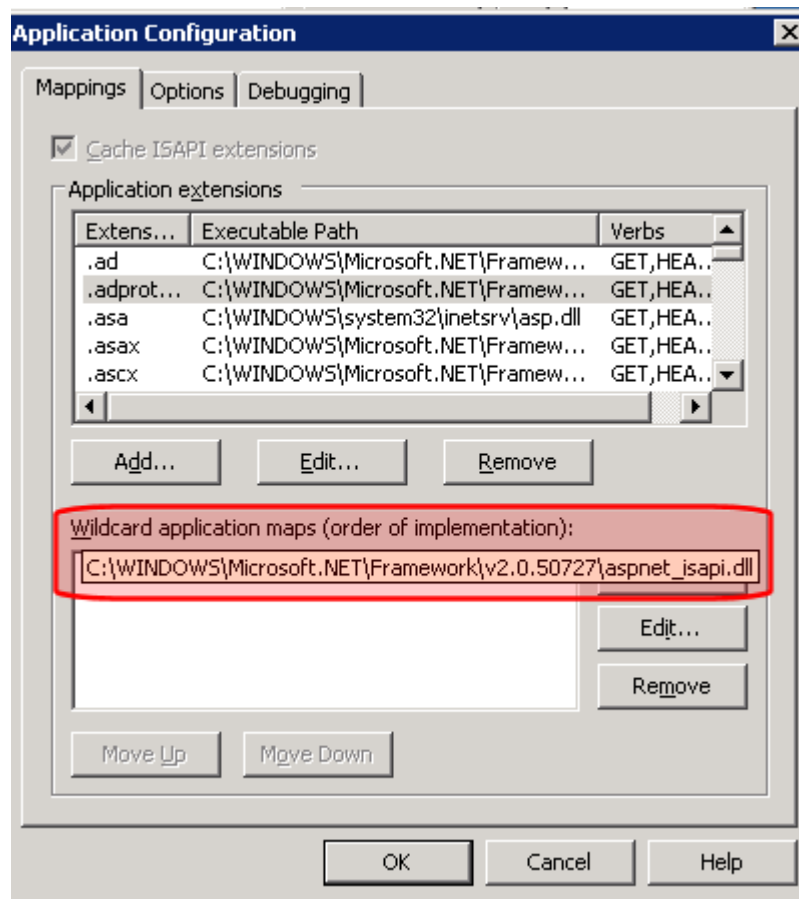 Application Configuration
Mappings Options Debugging
Cache ISAPI extensions
Application extensions
Extens... Executable Path Verbs
.ad C:\WINDOWS\Microsoft.NET\Framew... GET,HEA...
.adprot... C:\WINDOWS\Microsoft.NET\Framew... GET,HEA...
.asa C:\WINDOWS\system32\inetsrv\asp.dll GET,HEA...
.asax C:\WINDOWS\Microsoft.NET\Framew... GET,HEA...
.ascx C:\WINDOWS\Microsoft.NET\Framew... GET,HEA...
Add... Edit... Remove
Wildcard application maps (order of implementation):
C:\WINDOWS\Microsoft.NET\Framework\v2.0.50727\aspnet_isapi.dll
Edit...
Remove
Move Up Move Down
OK Cancel Help